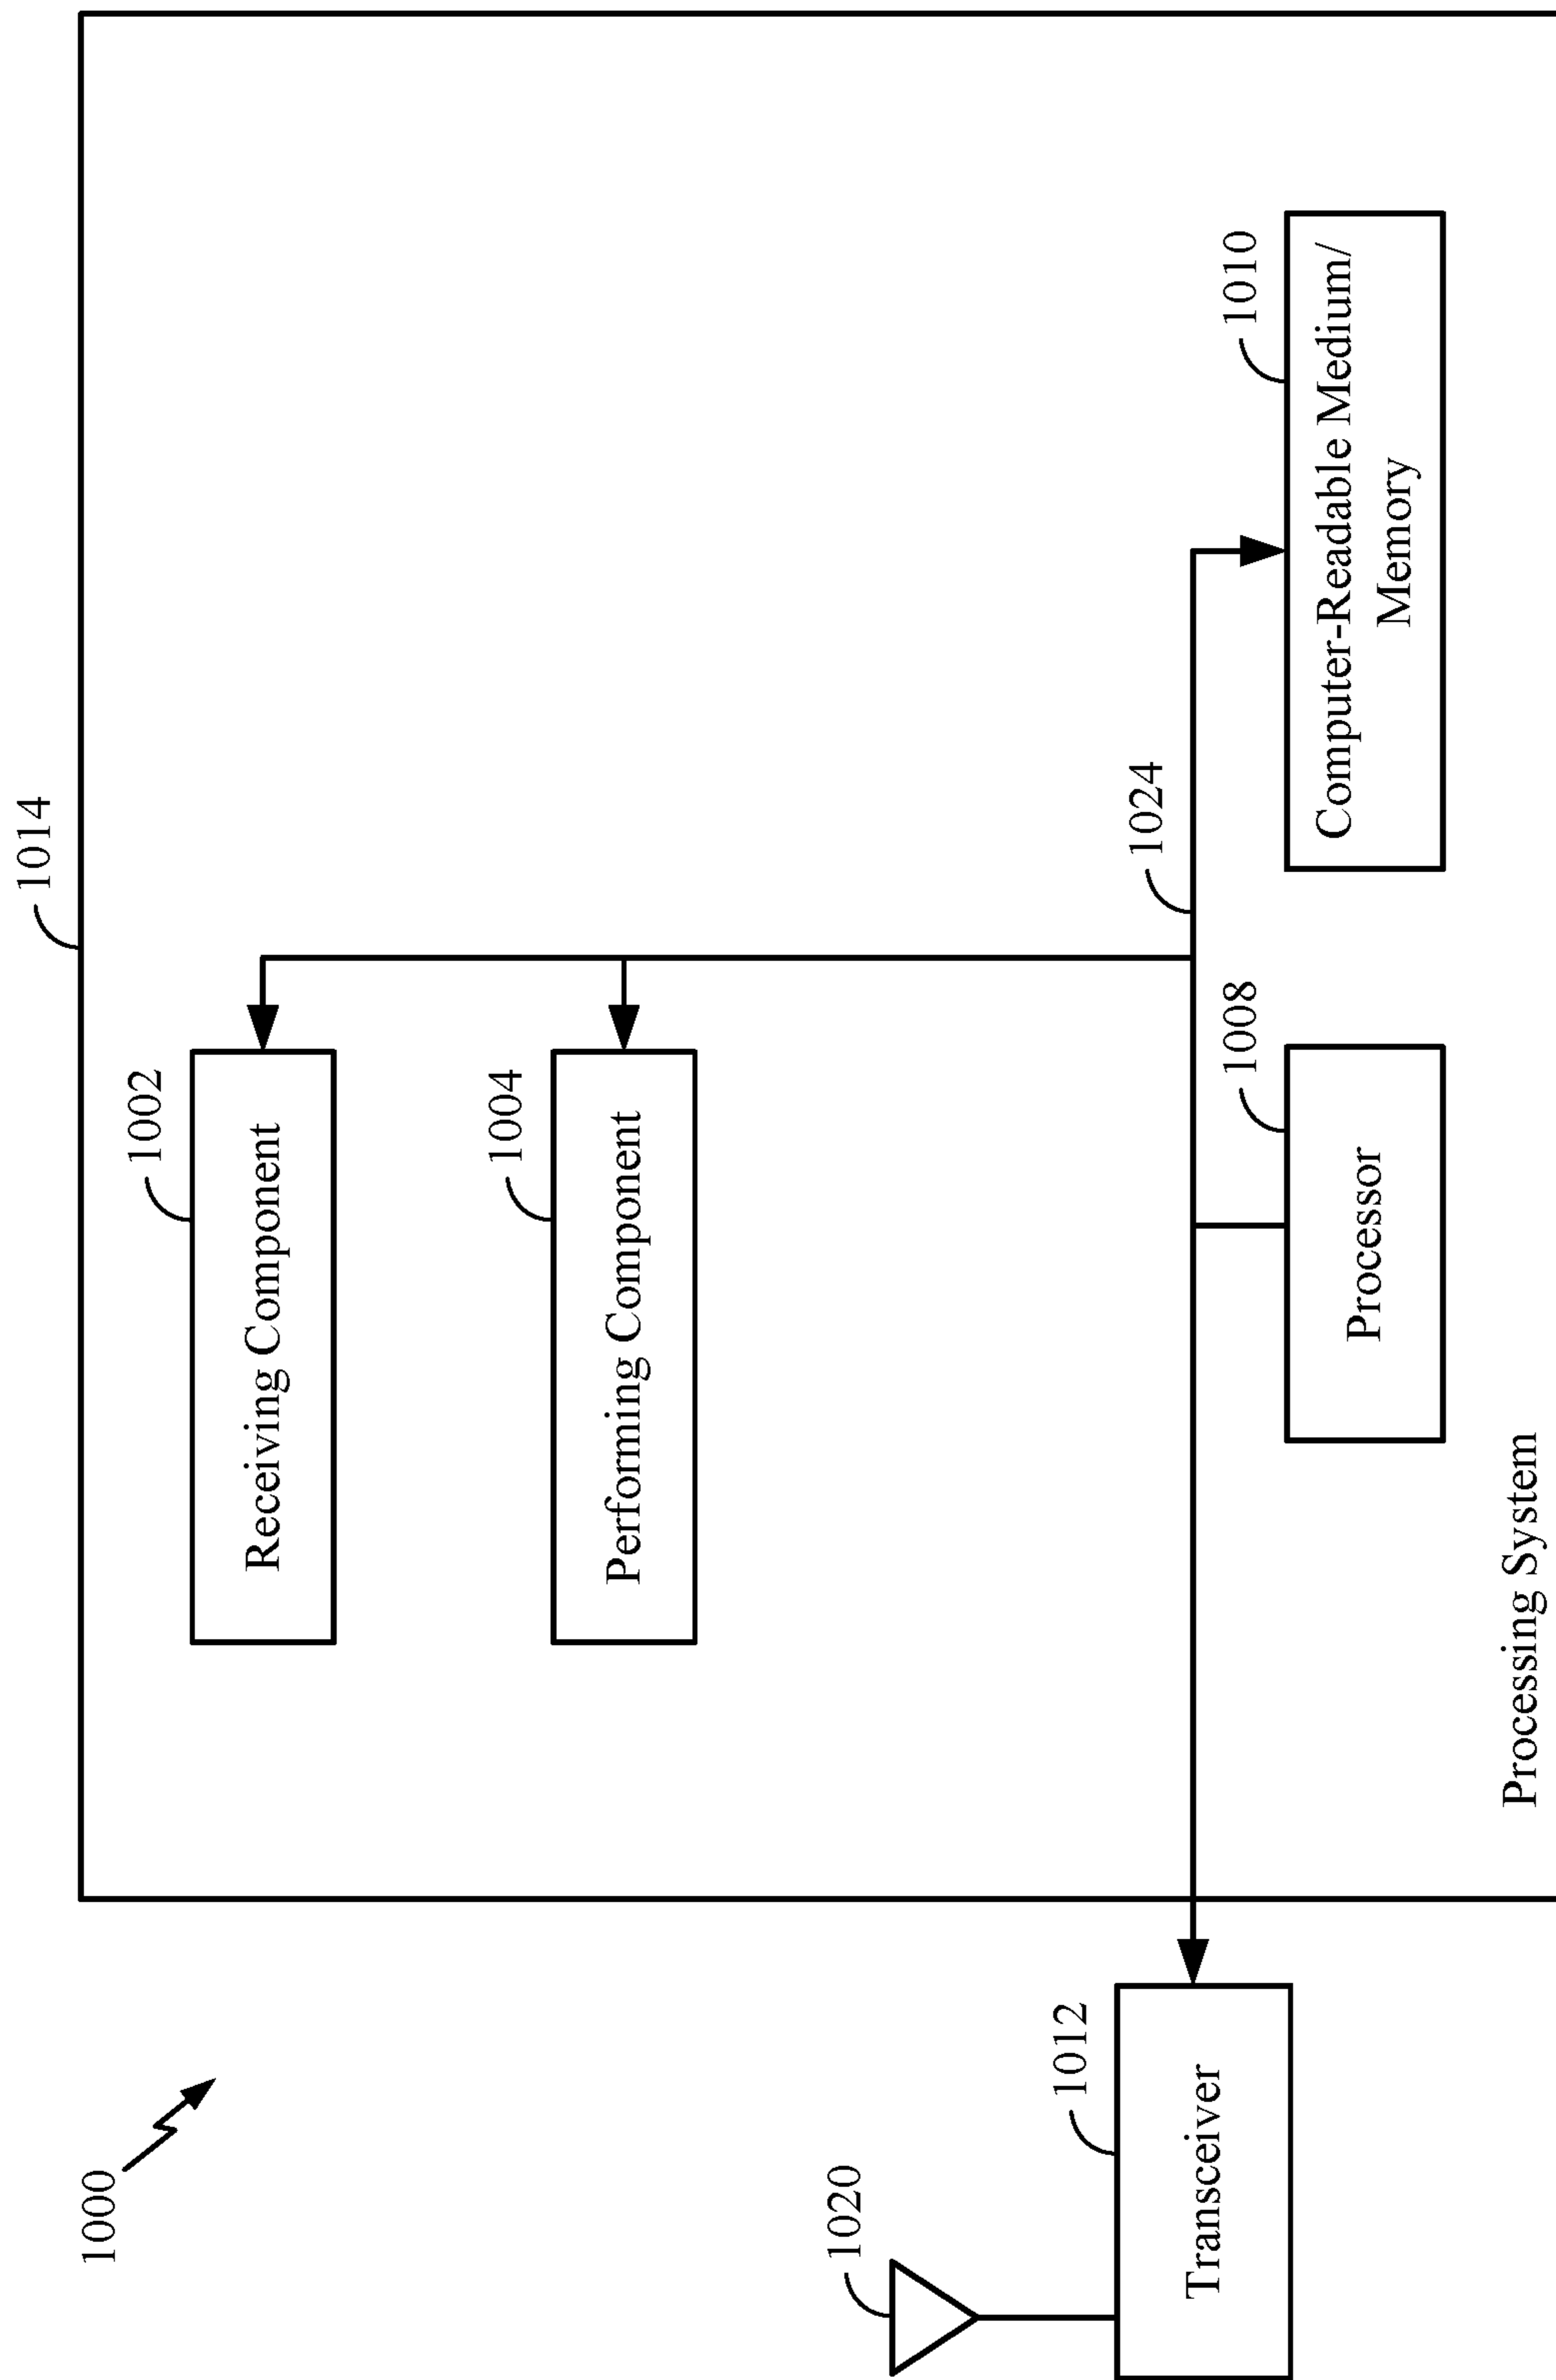 1000
1014
1002
Receiving Component
1004
Performing Component
1020
1012
Transceiver
1024
1008
Processor
1010
Computer-Readable Medium/
Memory
Processing System